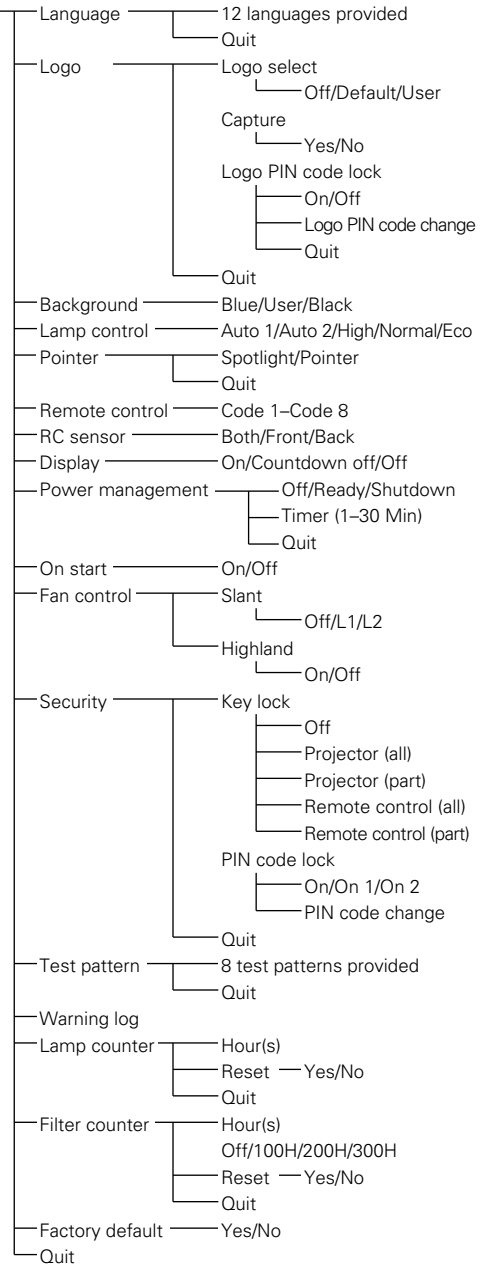 Language 12 languages provided
Quit
Logo Logo select
Off/Default/User
Capture
Yes/No
Logo PIN code lock
On/Off
Logo PIN code change
Quit
Quit
Background Blue/User/Black
Lamp control Auto 1/Auto 2/High/Normal/Eco
Pointer Spotlight/Pointer
Quit
Remote control Code 1–Code 8
RC sensor Both/Front/Back
Display On/Countdown off/Off
Power management Off/Ready/Shutdown
Timer (1–30 Min)
Quit
On start On/Off
Fan control Slant
Off/L1/L2
Highland
On/Off
Security Key lock
Off
Projector (all)
Projector (part)
Remote control (all)
Remote control (part)
PIN code lock
On/On 1/On 2
PIN code change
Quit
Test pattern 8 test patterns provided
Quit
Warning log
Lamp counter Hour(s)
Reset Yes/No
Quit
Filter counter Hour(s)
Off/100H/200H/300H
Reset Yes/No
Quit
Factory default Yes/No
Quit